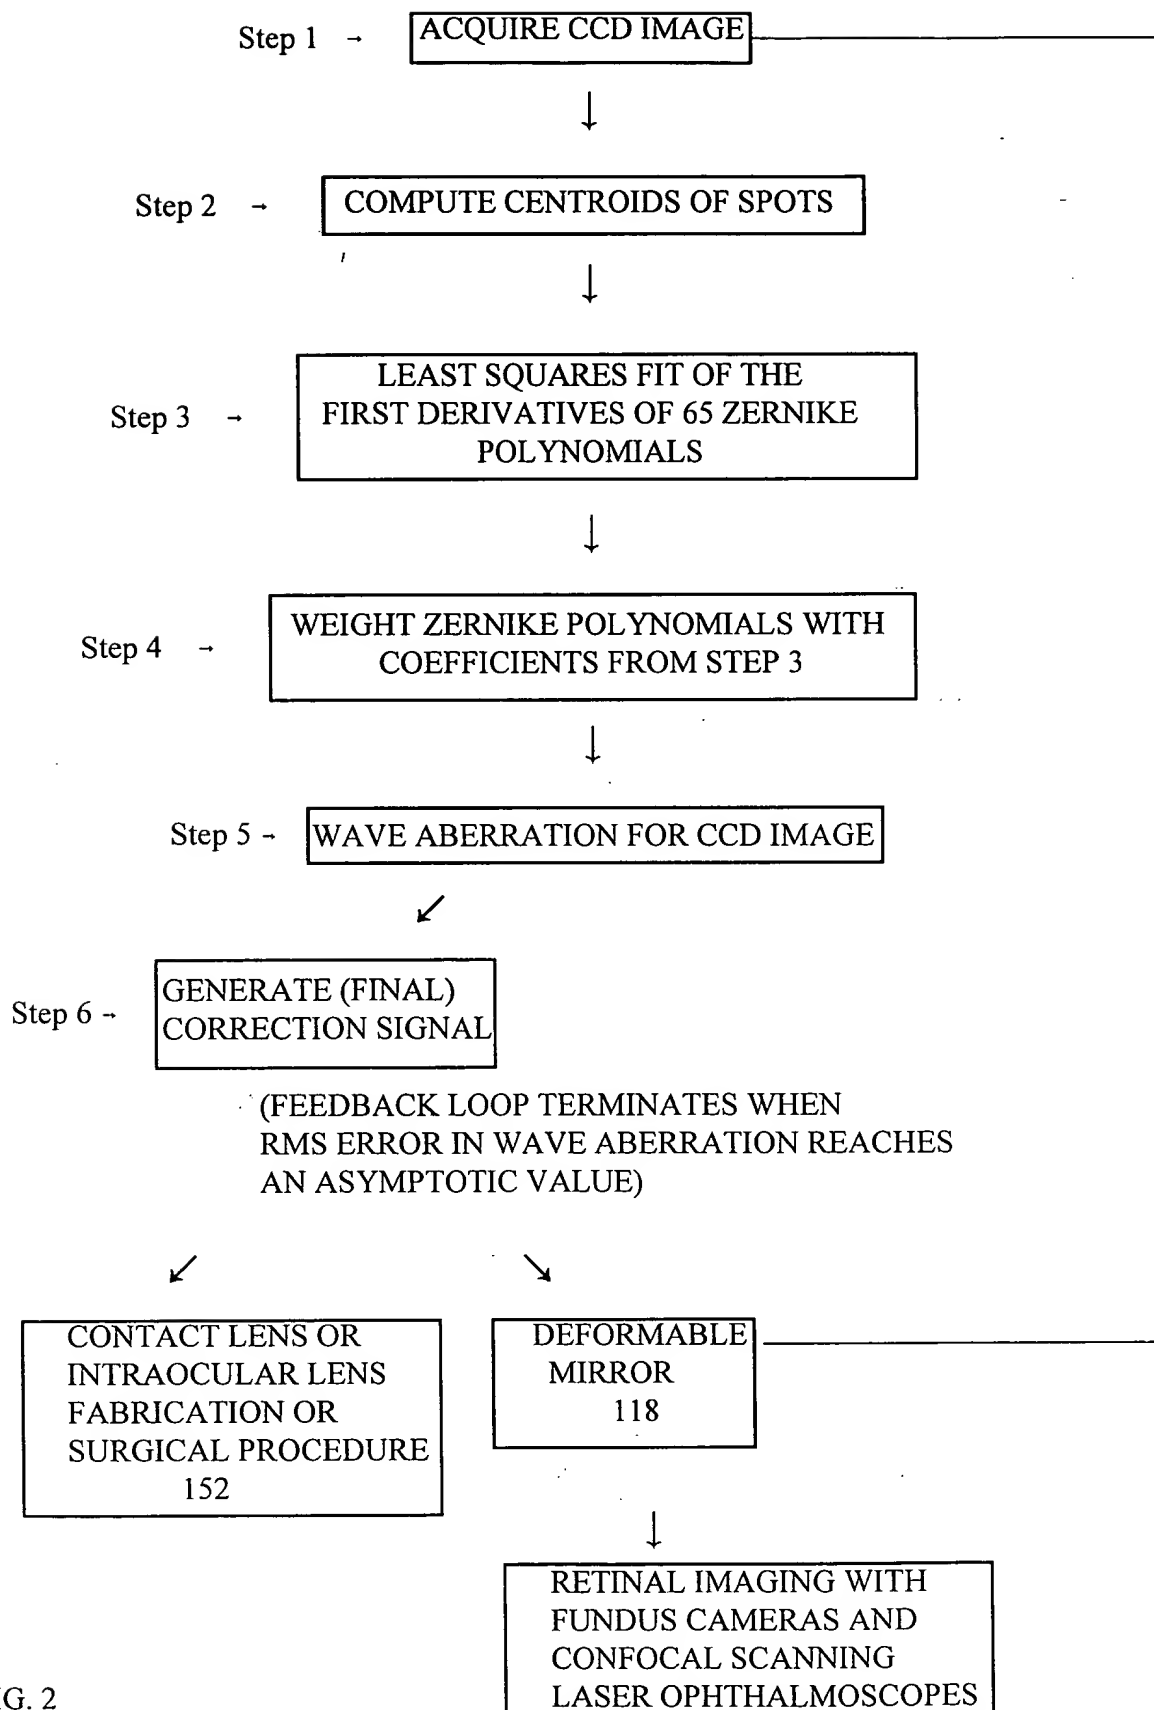 Step 1 → ACQUIRE CCD IMAGE
↓
Step 2 → COMPUTE CENTROIDS OF SPOTS
↓
Step 3 → LEAST SQUARES FIT OF THE
FIRST DERIVATIVES OF 65 ZERNIKE
POLYNOMIALS
↓
Step 4 → WEIGHT ZERNIKE POLYNOMIALS WITH
COEFFICIENTS FROM STEP 3
↓
Step 5 → WAVE ABERRATION FOR CCD IMAGE
↙
Step 6 → GENERATE (FINAL)
CORRECTION SIGNAL
(FEEDBACK LOOP TERMINATES WHEN
RMS ERROR IN WAVE ABERRATION REACHES
AN ASYMPTOTIC VALUE)
↙ ↘
CONTACT LENS OR
INTRAOCULAR LENS
FABRICATION OR
SURGICAL PROCEDURE
152
DEFORMABLE
MIRROR
118
↓
RETINAL IMAGING WITH
FUNDUS CAMERAS AND
CONFOCAL SCANNING
LASER OPHTHALMOSCOPES
G. 2